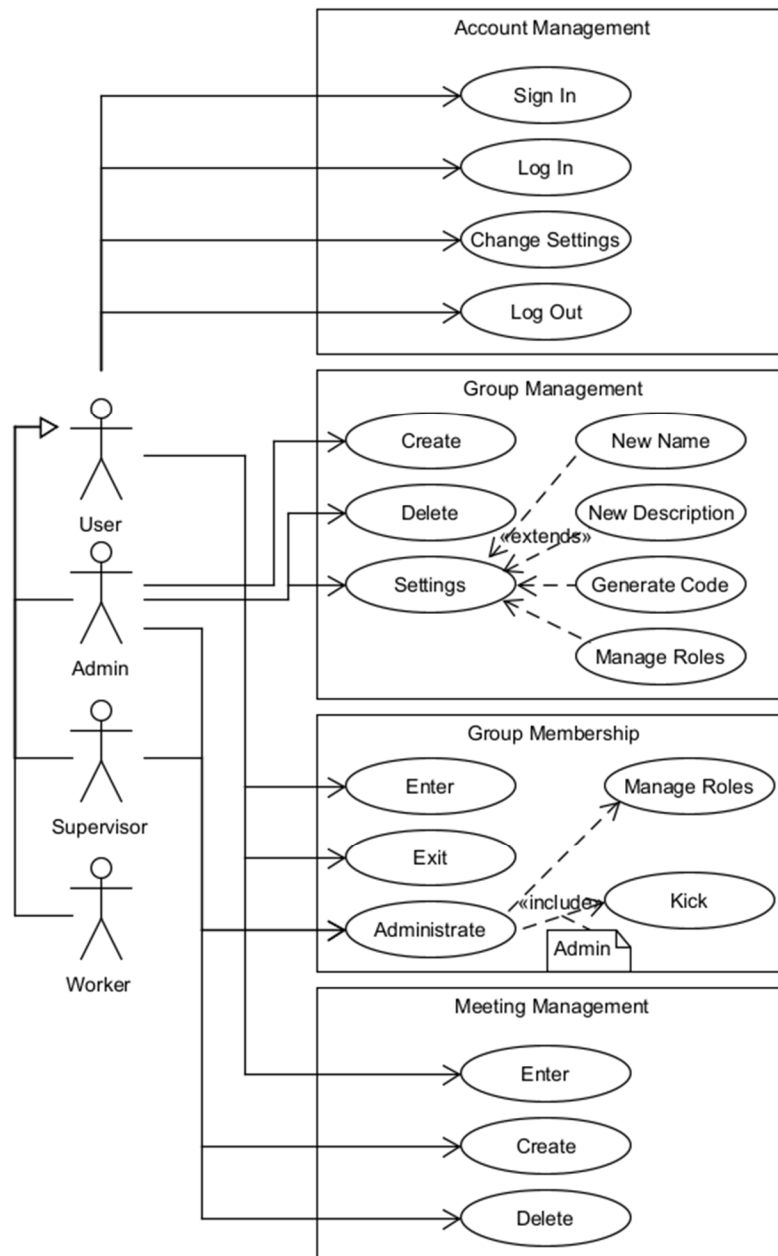 Account Management
Sign In
Log In
Change Settings
Log Out
User
Admin
Supervisor
Worker
Group Management
Create
New Name
Delete
New Description
«extends»
Settings
Generate Code
Manage Roles
Group Membership
Enter
Manage Roles
Exit
«include»
Kick
Administrate
Admin
Meeting Management
Enter
Create
Delete